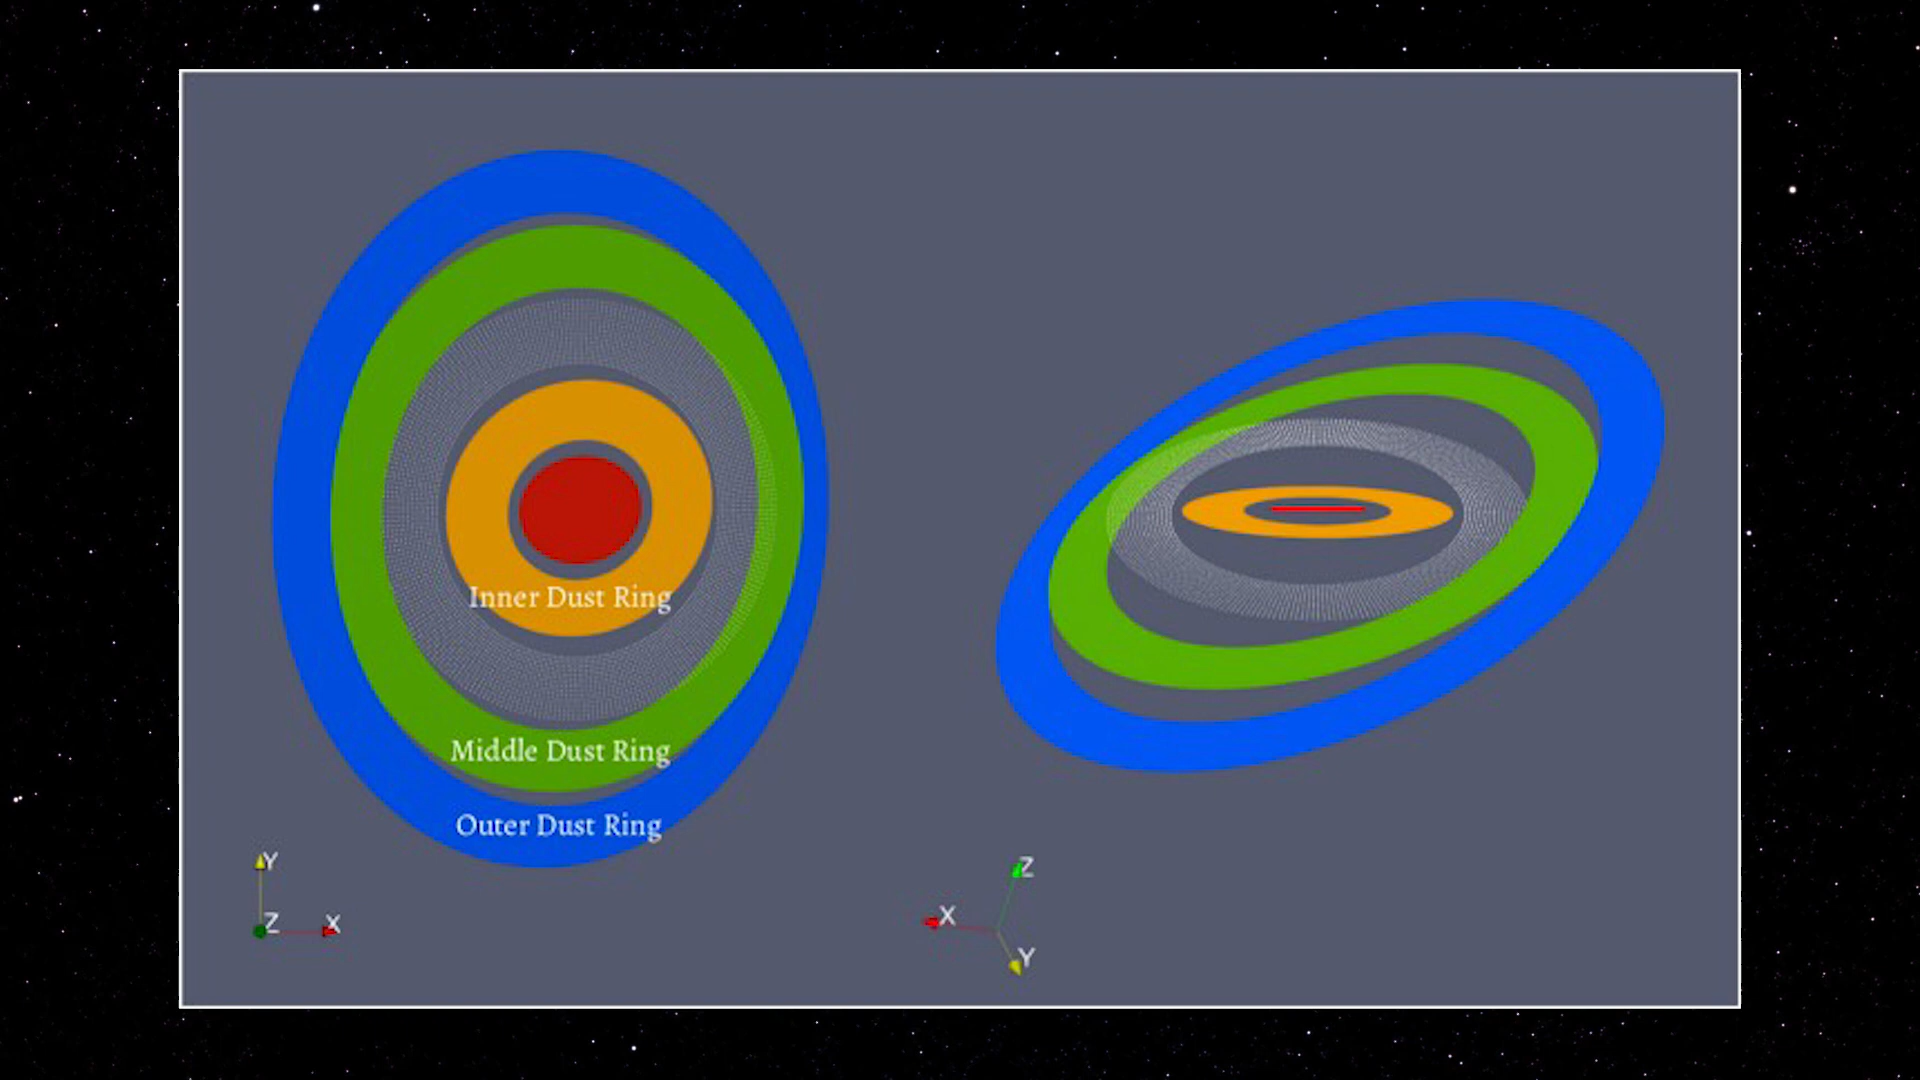 Inner Dust Ring
Middle Dust Ring
Outer Dust Ring
Y
Z X
Z
X
Y